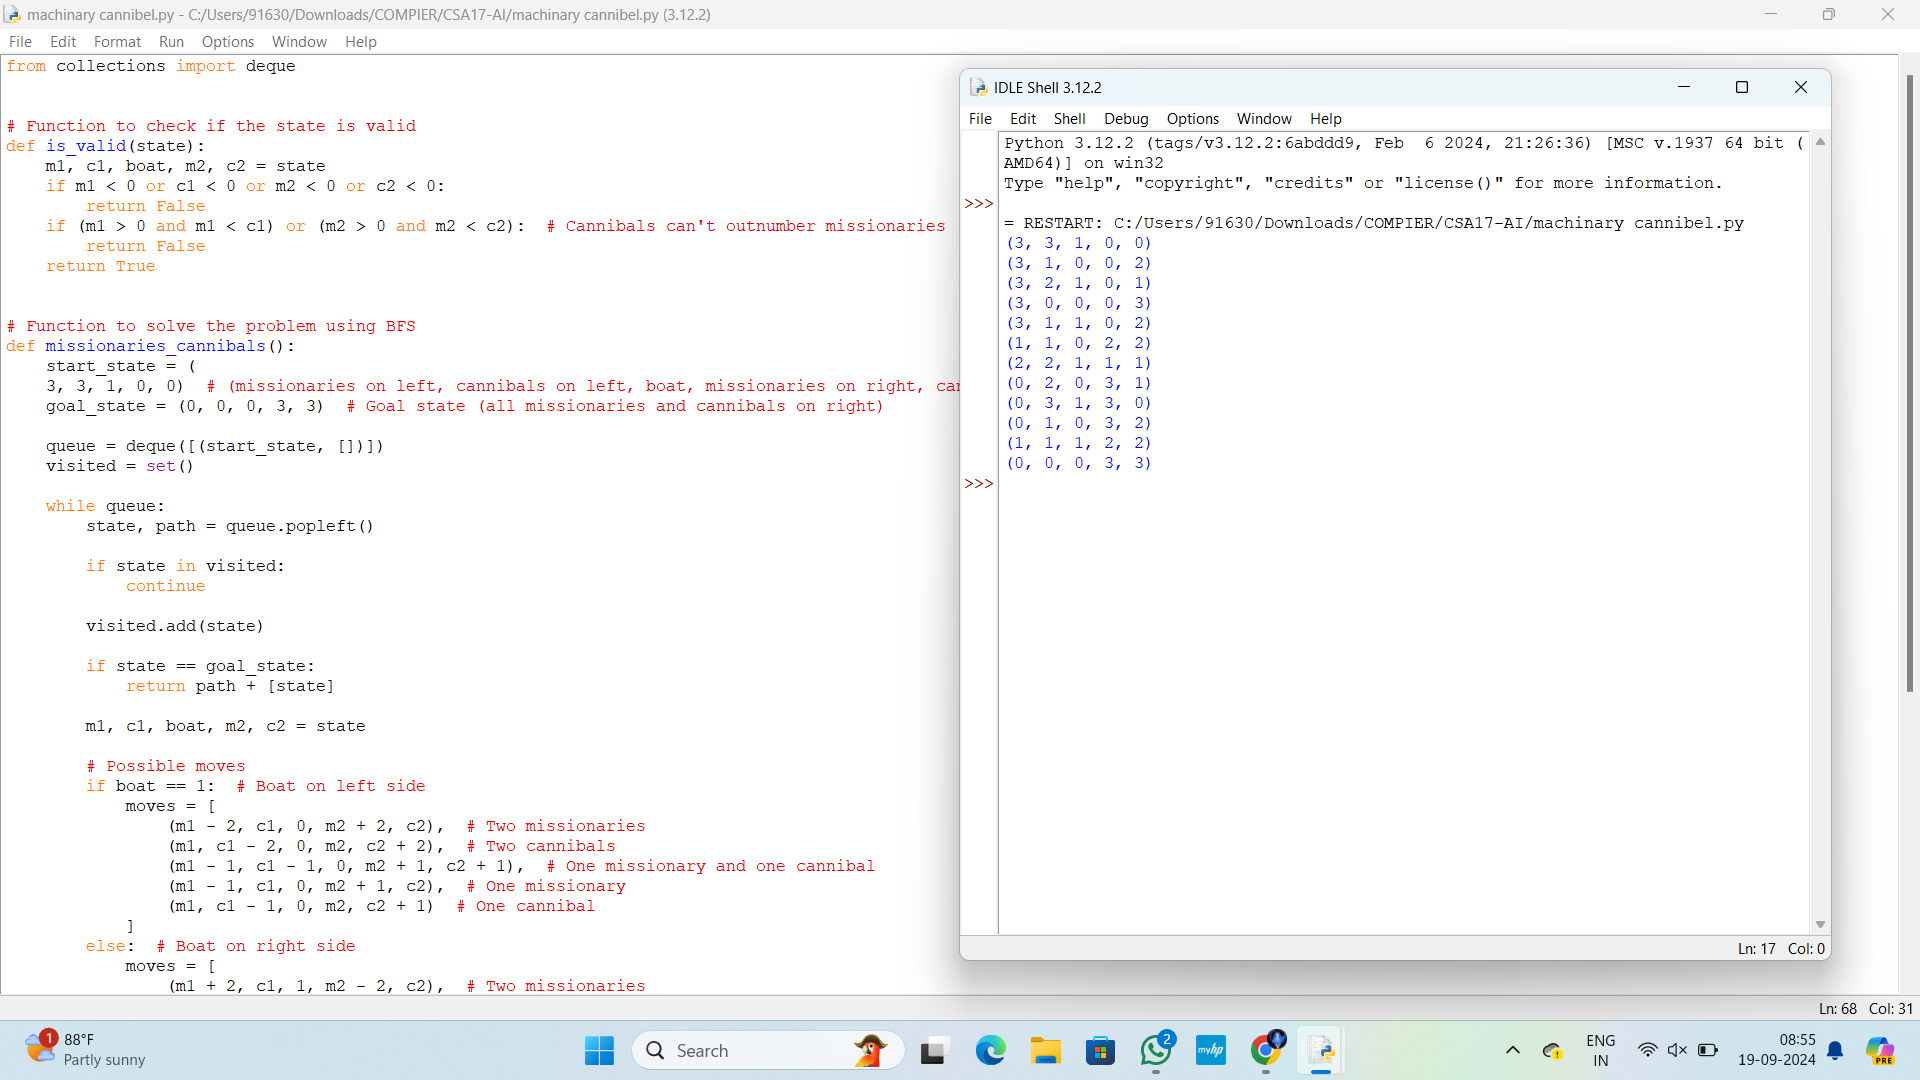 machinary cannibel.py - C:/Users/91630/Downloads/COMPIER/CSA17-AI/machinary cannibel.py (3.12.2)
File Edit Format Run Options Window Help
from collections import deque
# Function to check if the state is valid
def is_valid(state):
    m1, c1, boat, m2, c2 = state
    if m1 < 0 or c1 < 0 or m2 < 0 or c2 < 0:
        return False
    if (m1 > 0 and m1 < c1) or (m2 > 0 and m2 < c2):  # Cannibals can't outnumber missionaries
        return False
    return True
# Function to solve the problem using BFS
def missionaries_cannibals():
    start_state = (
    3, 3, 1, 0, 0)  # (missionaries on left, cannibals on left, boat, missionaries on right,
    goal_state = (0, 0, 0, 3, 3)  # Goal state (all missionaries and cannibals on right)
    queue = deque([(start_state, [])])
    visited = set()
    while queue:
        state, path = queue.popleft()
        if state in visited:
            continue
        visited.add(state)
        if state == goal_state:
            return path + [state]
        m1, c1, boat, m2, c2 = state
        # Possible moves
        if boat == 1:  # Boat on left side
            moves = [
                (m1 - 2, c1, 0, m2 + 2, c2),  # Two missionaries
                (m1, c1 - 2, 0, m2, c2 + 2),  # Two cannibals
                (m1 - 1, c1 - 1, 0, m2 + 1, c2 + 1),  # One missionary and one cannibal
                (m1 - 1, c1, 0, m2 + 1, c2),  # One missionary
                (m1, c1 - 1, 0, m2, c2 + 1)  # One cannibal
            ]
        else:  # Boat on right side
            moves = [
                (m1 + 2, c1, 1, m2 - 2, c2),  # Two missionaries
Ln: 68 Col: 31
IDLE Shell 3.12.2
File Edit Shell Debug Options Window Help
Python 3.12.2 (tags/v3.12.2:6abddd9, Feb  6 2024, 21:26:36) [MSC v.1937 64 bit (
AMD64)] on win32
Type "help", "copyright", "credits" or "license()" for more information.
>>>
= RESTART: C:/Users/91630/Downloads/COMPIER/CSA17-AI/machinary cannibel.py
(3, 3, 1, 0, 0)
(3, 1, 0, 0, 2)
(3, 2, 1, 0, 1)
(3, 0, 0, 0, 3)
(3, 1, 1, 0, 2)
(1, 1, 0, 2, 2)
(2, 2, 1, 1, 1)
(0, 2, 0, 3, 1)
(0, 3, 1, 3, 0)
(0, 1, 0, 3, 2)
(1, 1, 1, 2, 2)
(0, 0, 0, 3, 3)
>>>
Ln: 17 Col: 0
1
88°F
Partly sunny
Search
2
myhp
ENG
IN
08:55
19-09-2024
PRE